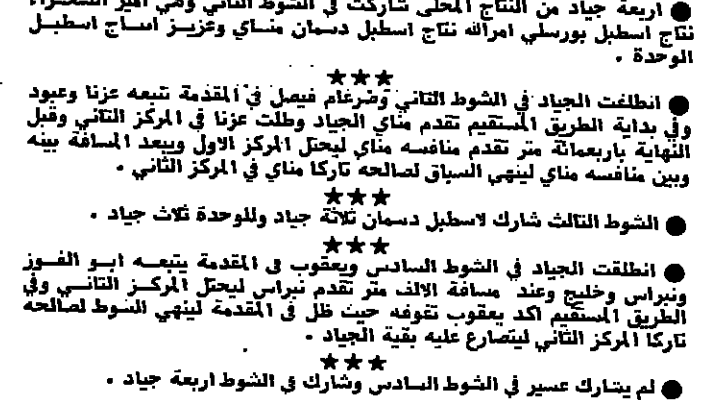 ● اربعة جياد من النتاج المحلى شاركت في الشوط الثاني وهي امير الصحراء
نتاج اسطبل بورسلي امرالله نتاج اسطبل دسمان مناي وعزيز انتاج اسطبل
الوحدة .
★★★
● انطلقت الجياد في الشوط الثاني وضرغام فيصل في المقدمة تتبعه عزنا وعبود
وفي بداية الطريق المستقيم تقدم مناي الجياد وظلت عزنا في المركز الثاني وقبل
النهاية باربعمائة متر تقدم منافسه مناي ليحتل المركز الاول ويبعد المسافة بينه
وبين منافسه مناي لينهي السباق لصالحه تاركا مناي في المركز الثاني .
★★★
● الشوط الثالث شارك لاسطبل دسمان ثلاثة جياد وللوحدة ثلاث جياد .
★★★
● انطلقت الجياد في الشوط السادس ويعقوب في المقدمة يتبعه ابو الفوز
ونبراس وخليج وعند مسافة الالف متر تقدم نبراس ليحتل المركز الثاني وفي
الطريق المستقيم اكد يعقوب تفوقه حيث ظل في المقدمة لينهي الشوط لصالحه
تاركا المركز الثاني ليتصارع عليه بقية الجياد .
★★★
● لم يشارك عسير في الشوط السادس وشارك في الشوط اربعة جياد .